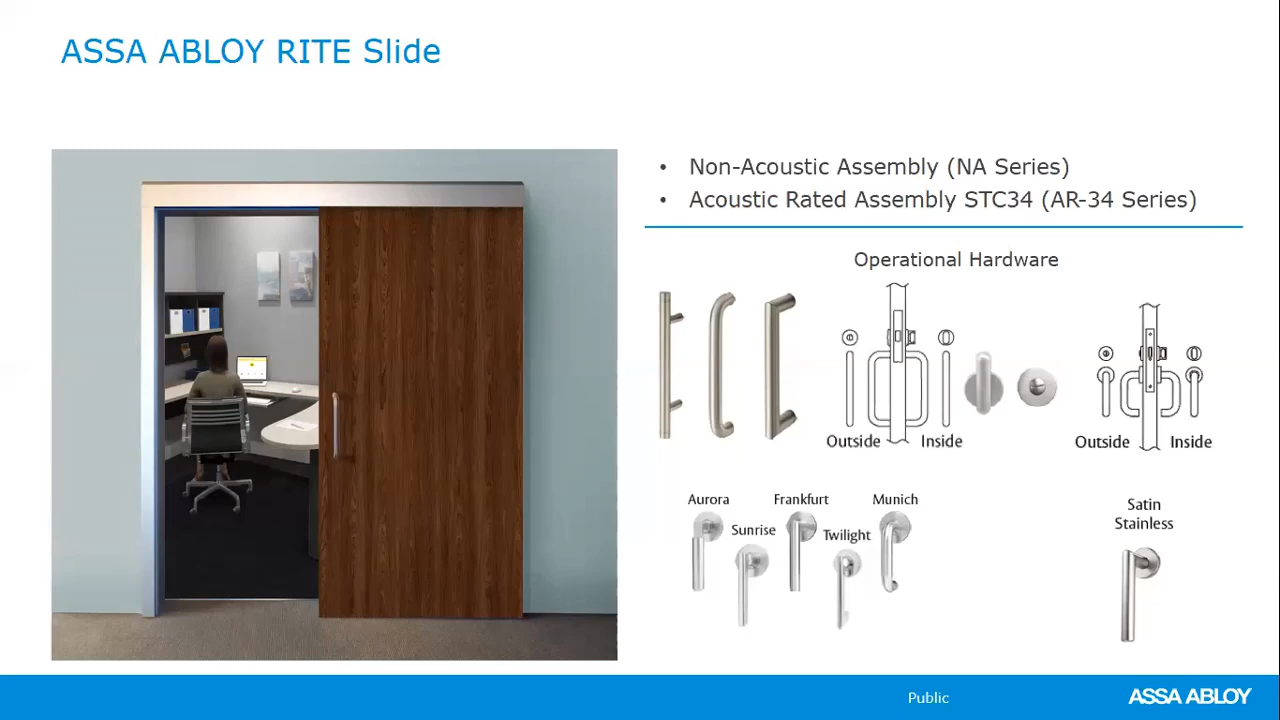 ASSA ABLOY RITE Slide
• Non-Acoustic Assembly (NA Series)
• Acoustic Rated Assembly STC34 (AR-34 Series)
Operational Hardware
Outside Inside
Outside Inside
Aurora
Frankfurt
Munich
Sunrise
Twilight
Satin
Stainless
Public
ASSA ABLOY